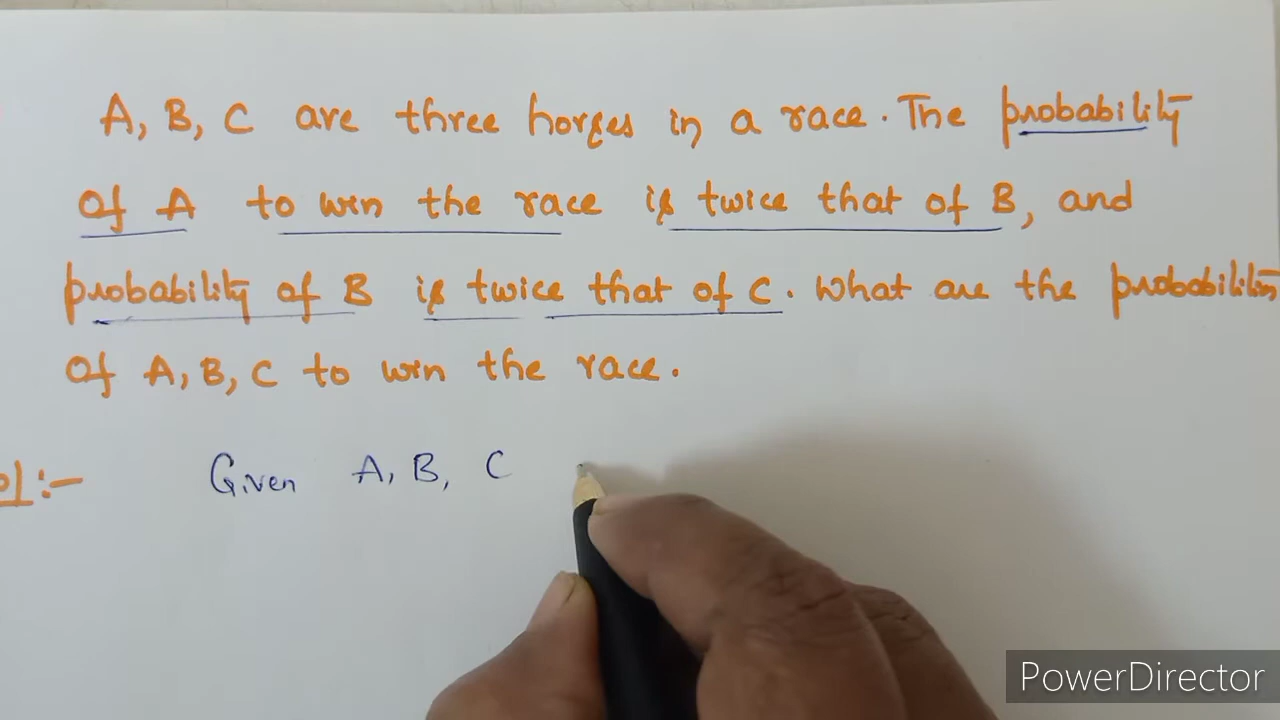 A, B, C are three horses in a race. The probability
of A to win the race is twice that of B, and
probability of B is twice that of C. What are the probabilities
of A, B, C to win the race.
ol:- Given A, B, C
PowerDirector